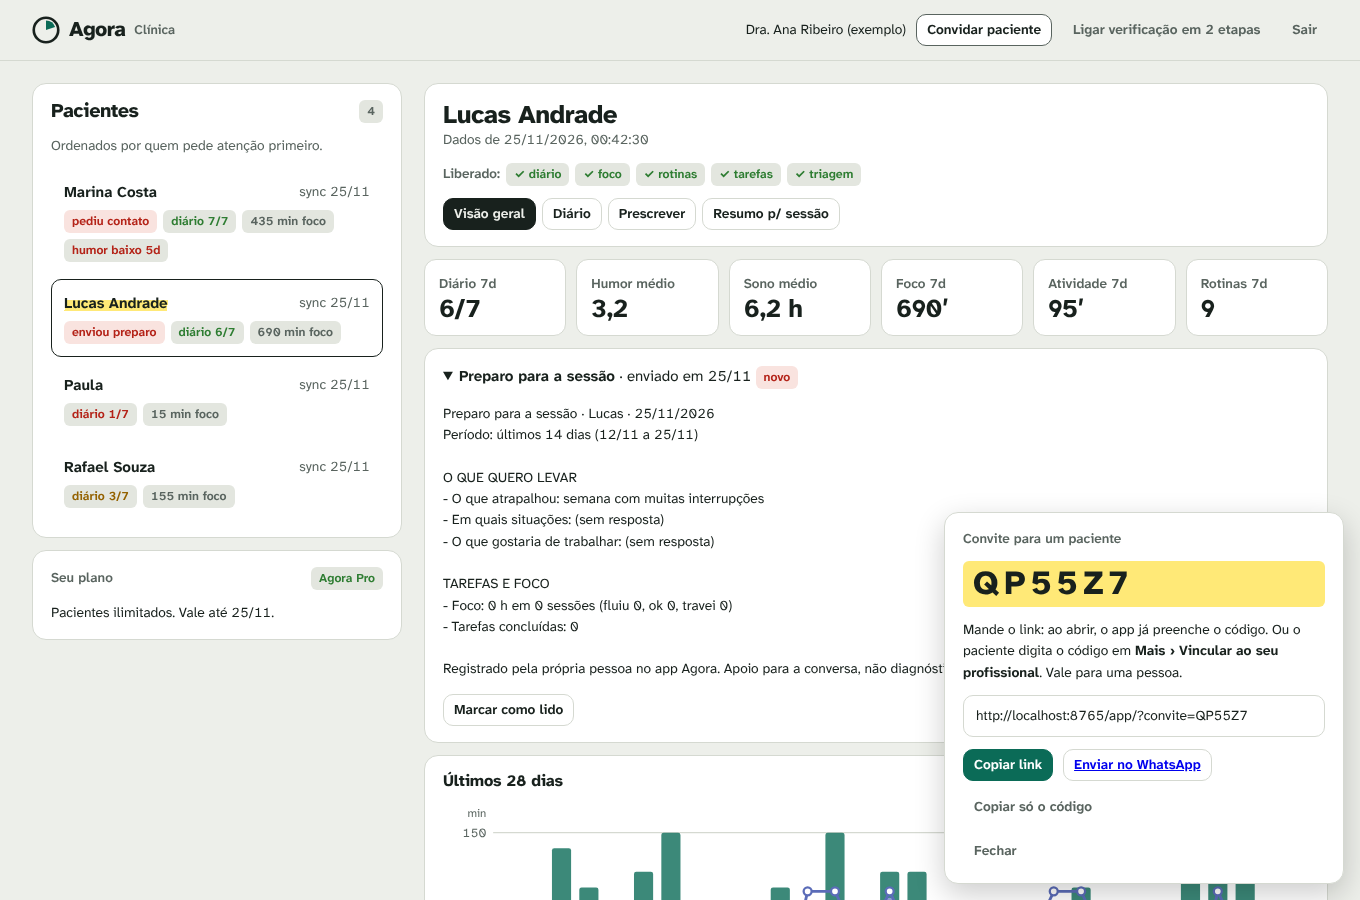 Agora Clínica
Dra. Ana Ribeiro (exemplo)
Convidar paciente
Ligar verificação em 2 etapas
Sair
Pacientes
4
Ordenados por quem pede atenção primeiro.
Marina Costa
sync 25/11
pediu contato
diário 7/7
435 min foco
humor baixo 5d
Lucas Andrade
sync 25/11
enviou preparo
diário 6/7
690 min foco
Paula
sync 25/11
diário 1/7
15 min foco
Rafael Souza
sync 25/11
diário 3/7
155 min foco
Seu plano
Agora Pro
Pacientes ilimitados. Vale até 25/11.
Lucas Andrade
Dados de 25/11/2026, 00:42:30
Liberado:
✓ diário
✓ foco
✓ rotinas
✓ tarefas
✓ triagem
Visão geral
Diário
Prescrever
Resumo p/ sessão
Diário 7d
6/7
Humor médio
3,2
Sono médio
6,2 h
Foco 7d
690′
Atividade 7d
95′
Rotinas 7d
9
▼ Preparo para a sessão · enviado em 25/11 novo
Preparo para a sessão · Lucas · 25/11/2026
Período: últimos 14 dias (12/11 a 25/11)
O QUE QUERO LEVAR
- O que atrapalhou: semana com muitas interrupções
- Em quais situações: (sem resposta)
- O que gostaria de trabalhar: (sem resposta)
TAREFAS E FOCO
- Foco: 0 h em 0 sessões (fluiu 0, ok 0, travei 0)
- Tarefas concluídas: 0
Registrado pela própria pessoa no app Agora. Apoio para a conversa, não
Marcar como lido
Últimos 28 dias
min
150
Convite para um paciente
QP55Z7
Mande o link: ao abrir, o app já preenche o código. Ou o
paciente digita o código em Mais › Vincular ao seu
profissional. Vale para uma pessoa.
http://localhost:8765/app/?convite=QP55Z7
Copiar link
Enviar no WhatsApp
Copiar só o código
Fechar